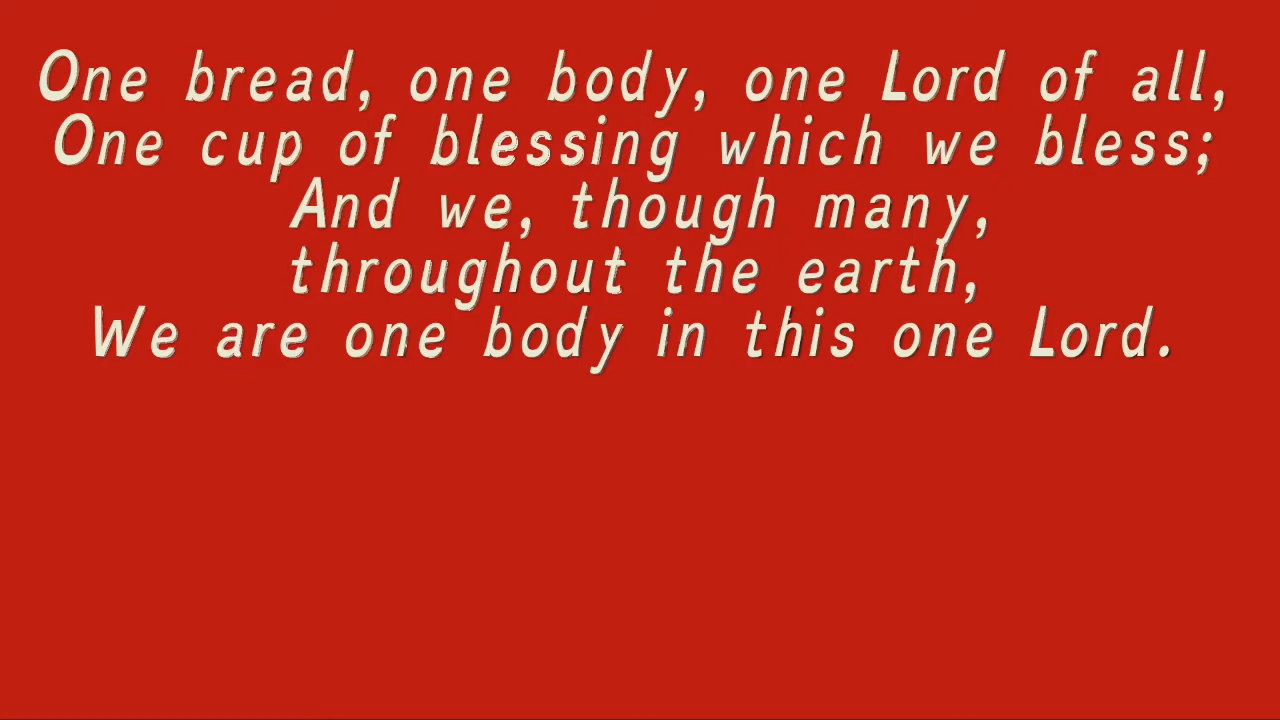 One bread, one body, one Lord of all,
One cup of blessing which we bless;
And we, though many,
throughout the earth,
We are one body in this one Lord.